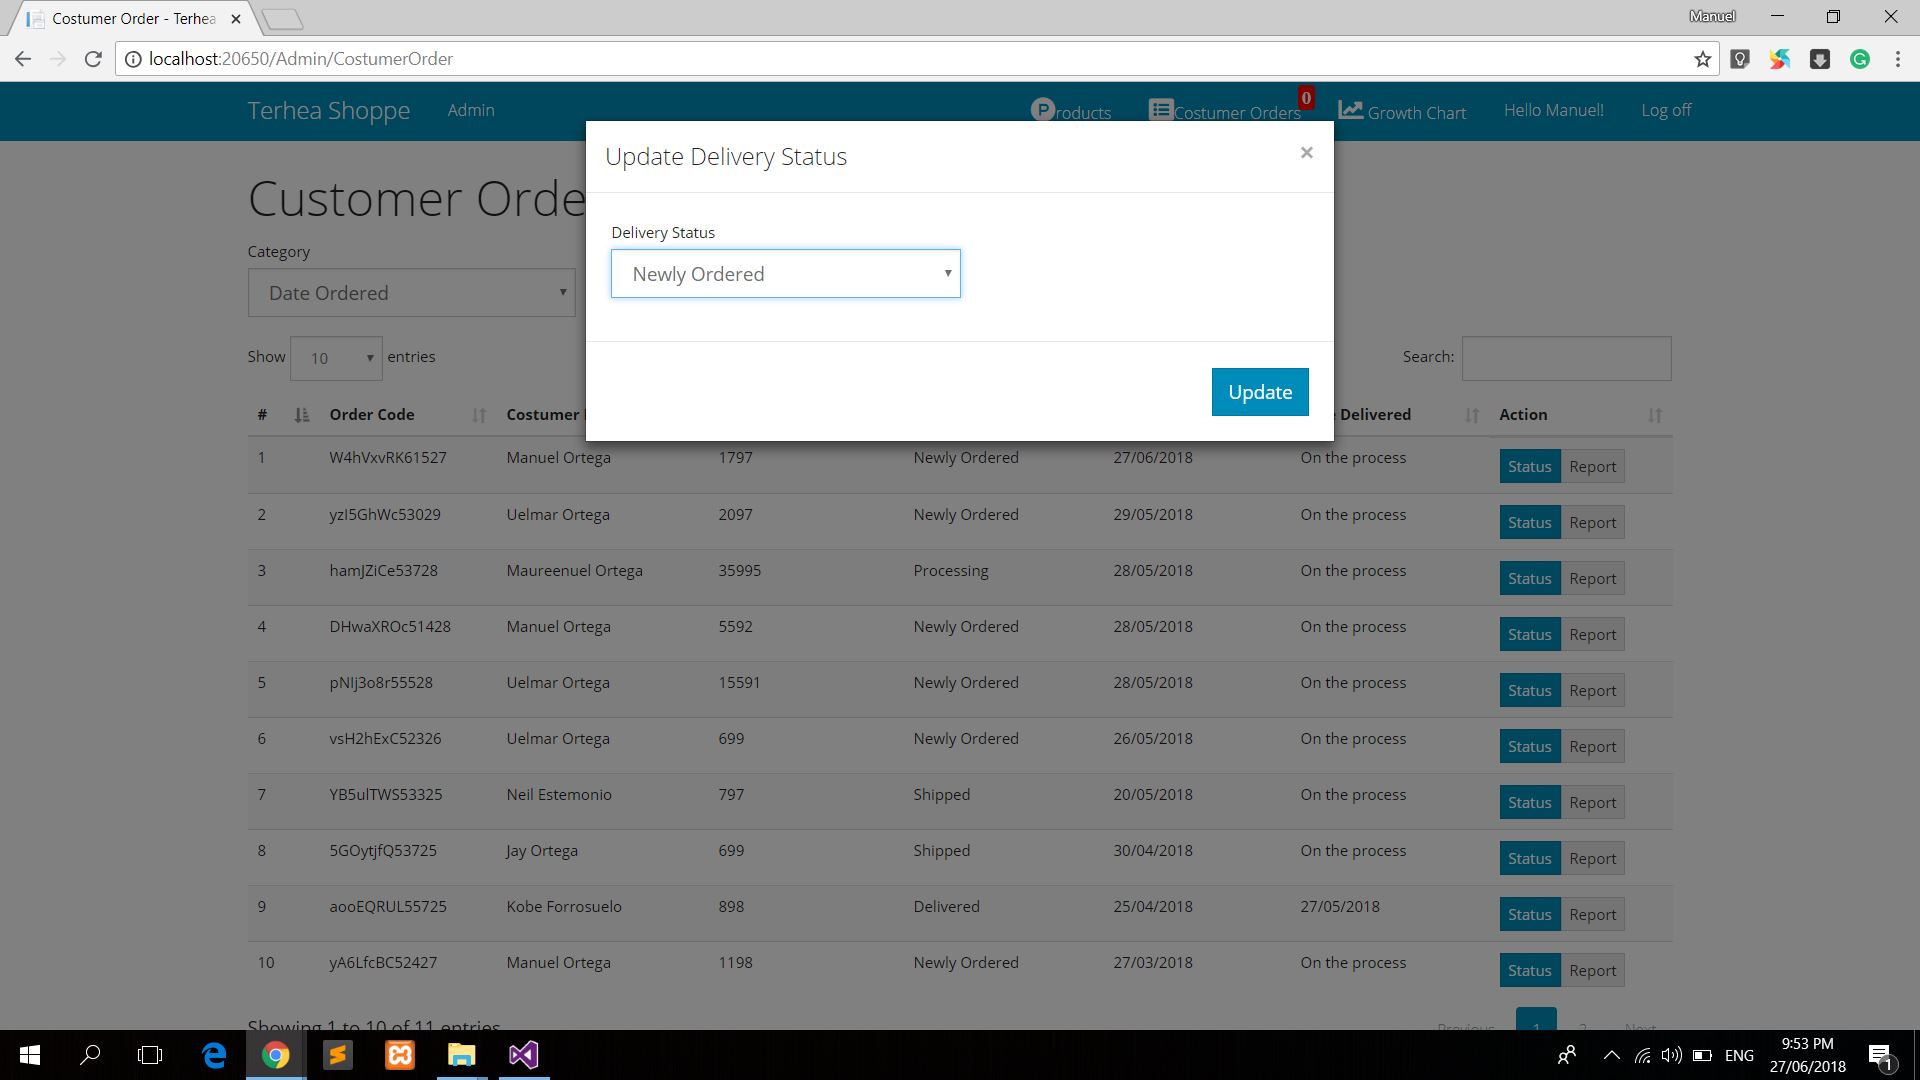 Costumer Order - Terhea
Manuel
localhost:20650/Admin/CostumerOrder
Terhea Shoppe Admin Products Costumer Orders 0 Growth Chart Hello Manuel! Log off
Update Delivery Status ×
Customer Orde
Delivery Status
Newly Ordered
Category
Date Ordered
Show 10 entries Search:
Update
# Order Code Costumer Delivered Action
1 W4hVxvRK61527 Manuel Ortega 1797 Newly Ordered 27/06/2018 On the process Status Report
2 yzI5GhWc53029 Uelmar Ortega 2097 Newly Ordered 29/05/2018 On the process Status Report
3 hamJZiCe53728 Maureenuel Ortega 35995 Processing 28/05/2018 On the process Status Report
4 DHwaXROc51428 Manuel Ortega 5592 Newly Ordered 28/05/2018 On the process Status Report
5 pNIj3o8r55528 Uelmar Ortega 15591 Newly Ordered 28/05/2018 On the process Status Report
6 vsH2hExC52326 Uelmar Ortega 699 Newly Ordered 26/05/2018 On the process Status Report
7 YB5ulTWS53325 Neil Estemonio 797 Shipped 20/05/2018 On the process Status Report
8 5GOytjfQ53725 Jay Ortega 699 Shipped 30/04/2018 On the process Status Report
9 aooEQRUL55725 Kobe Forrosuelo 898 Delivered 25/04/2018 27/05/2018 Status Report
10 yA6LfcBC52427 Manuel Ortega 1198 Newly Ordered 27/03/2018 On the process Status Report
Showing 1 to 10 of 11 entries Previous 1 2 Next
ENG 9:53 PM
27/06/2018 1